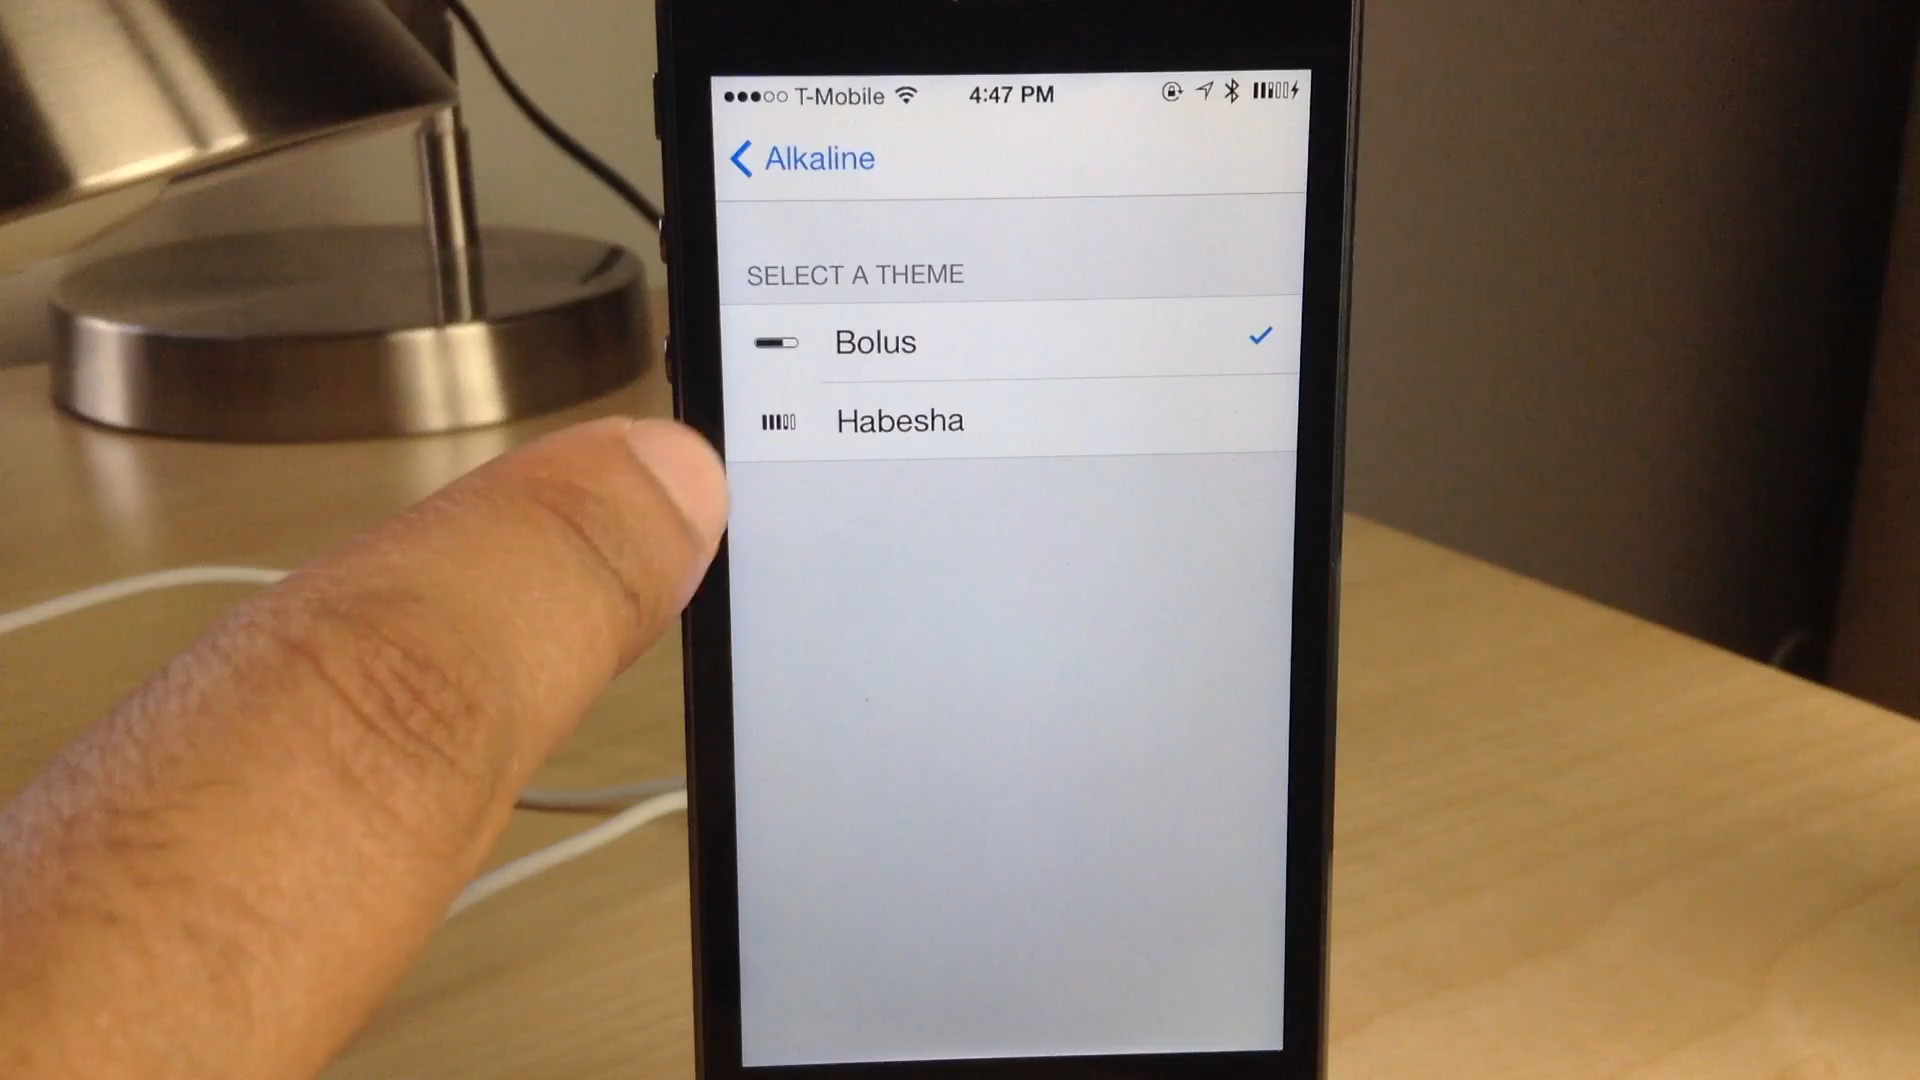 T-Mobile 4:47 PM
Alkaline
SELECT A THEME
Bolus
Habesha